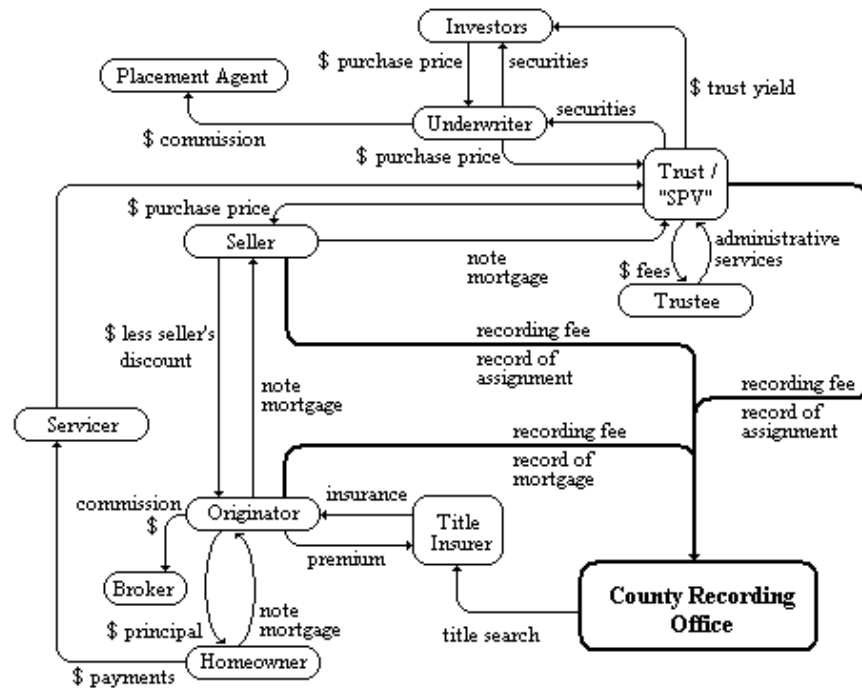 Investors
$ purchase price
securities
Placement Agent
$ trust yield
securities
Underwriter
$ commission
$ purchase price
Trust /
"SPV"
$ purchase price
Seller
administrative
services
note
mortgage
$ fees
Trustee
$ less seller's
discount
recording fee
record of
assignment
note
mortgage
recording fee
record of
assignment
Servicer
recording fee
record of
mortgage
commission
$
insurance
Originator
Title
Insurer
premium
Broker
County Recording
Office
note
mortgage
$ principal
title search
Homeowner
$ payments